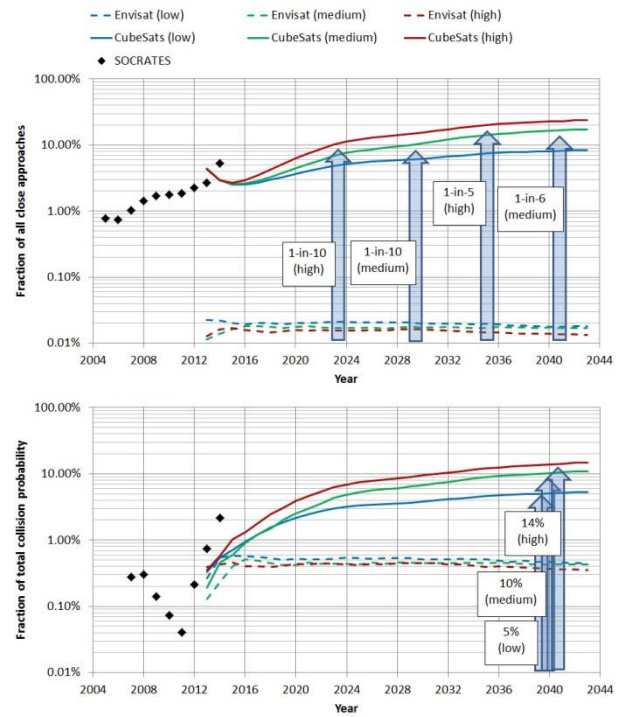 Envisat (low) Envisat (medium) Envisat (high)
CubeSats (low) CubeSats (medium) CubeSats (high)
SOCRATES
Fraction of all close approaches
100.00%
10.00%
1.00%
0.10%
0.01%
1-in-10
(high)
1-in-10
(medium)
1-in-5
(high)
1-in-6
(medium)
2004 2008 2012 2016 2020 2024 2028 2032 2036 2040 2044
Year
Fraction of total collision probability
100.00%
10.00%
1.00%
0.10%
0.01%
14%
(high)
10%
(medium)
5%
(low)
2004 2008 2012 2016 2020 2024 2028 2032 2036 2040 2044
Year